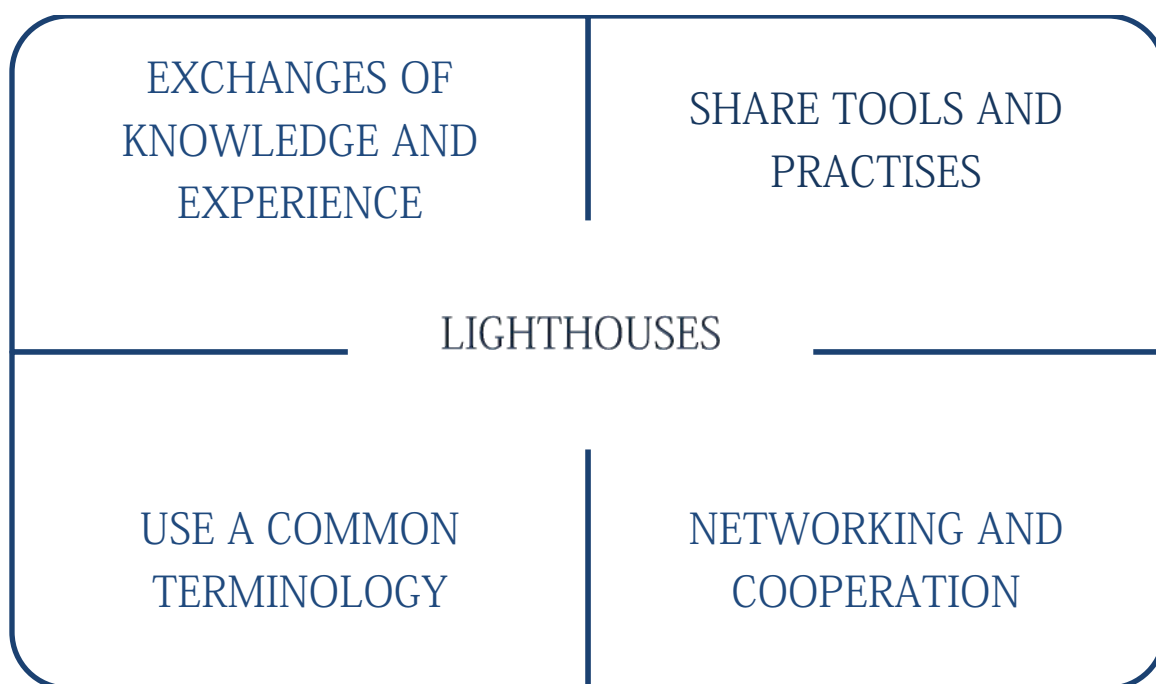 EXCHANGES OF
KNOWLEDGE AND
EXPERIENCE
SHARE TOOLS AND
PRACTISES
LIGHTHOUSES
USE A COMMON
TERMINOLOGY
NETWORKING AND
COOPERATION